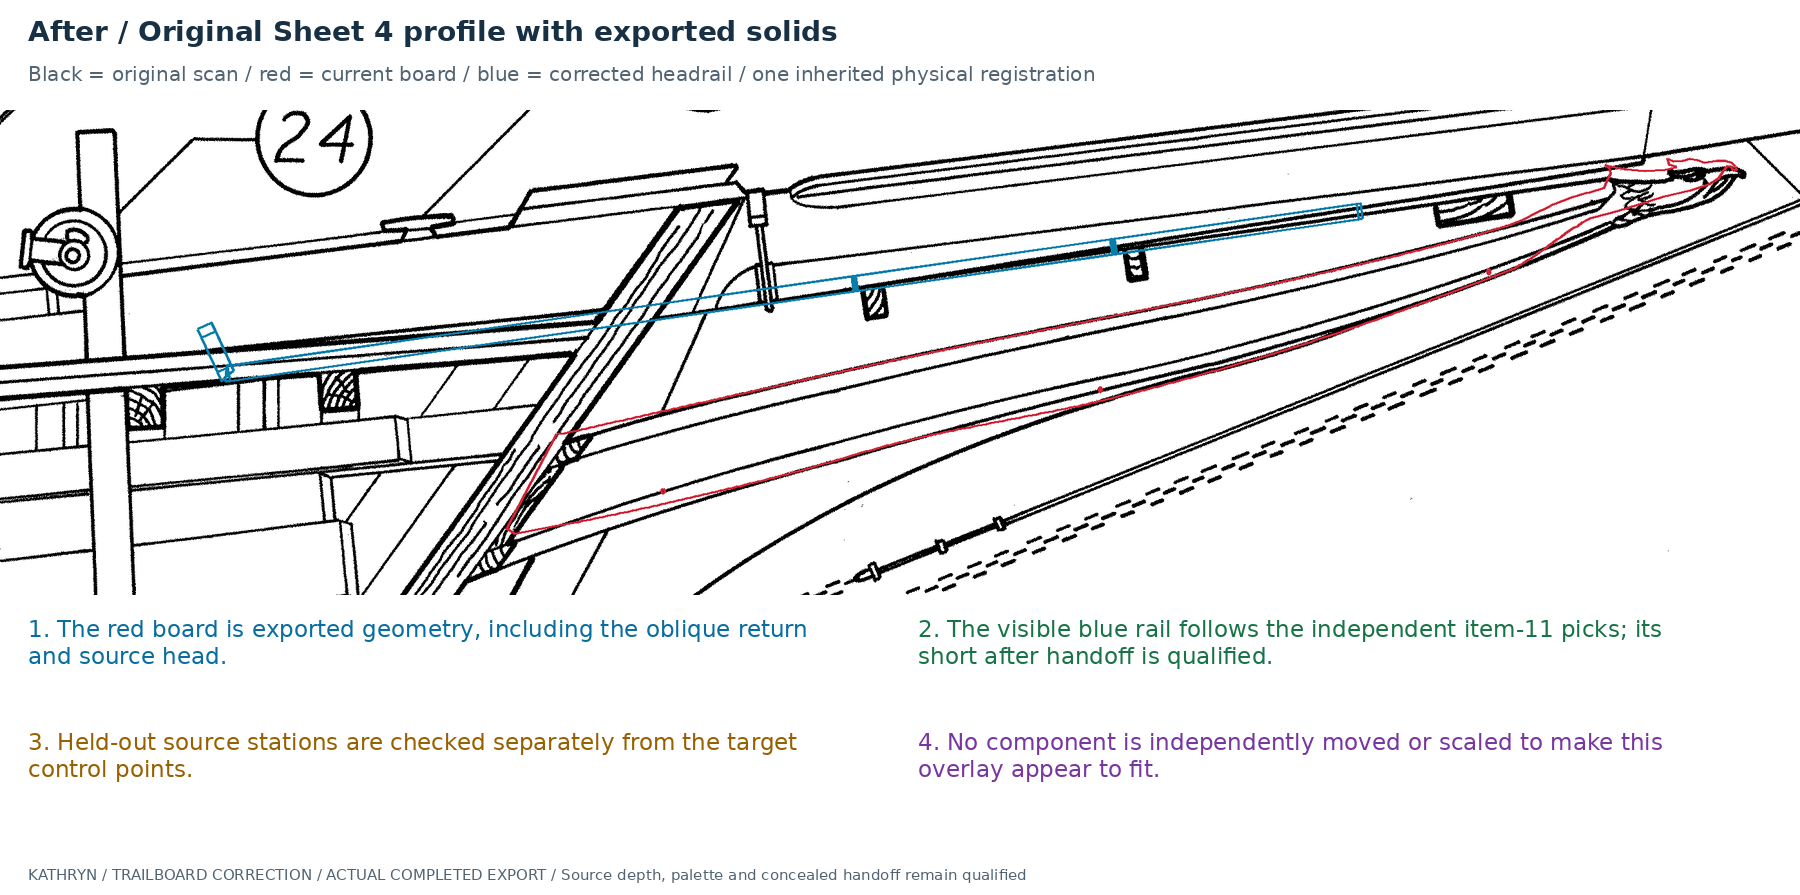 After / Original Sheet 4 profile with exported solids
Black = original scan / red = current board / blue = corrected headrail / one inherited physical registration
24
1. The red board is exported geometry, including the oblique return
and source head.
2. The visible blue rail follows the independent item-11 picks; its
short after handoff is qualified.
3. Held-out source stations are checked separately from the target
control points.
4. No component is independently moved or scaled to make this
overlay appear to fit.
KATHRYN / TRAILBOARD CORRECTION / ACTUAL COMPLETED EXPORT / Source depth, palette and concealed handoff remain qualified